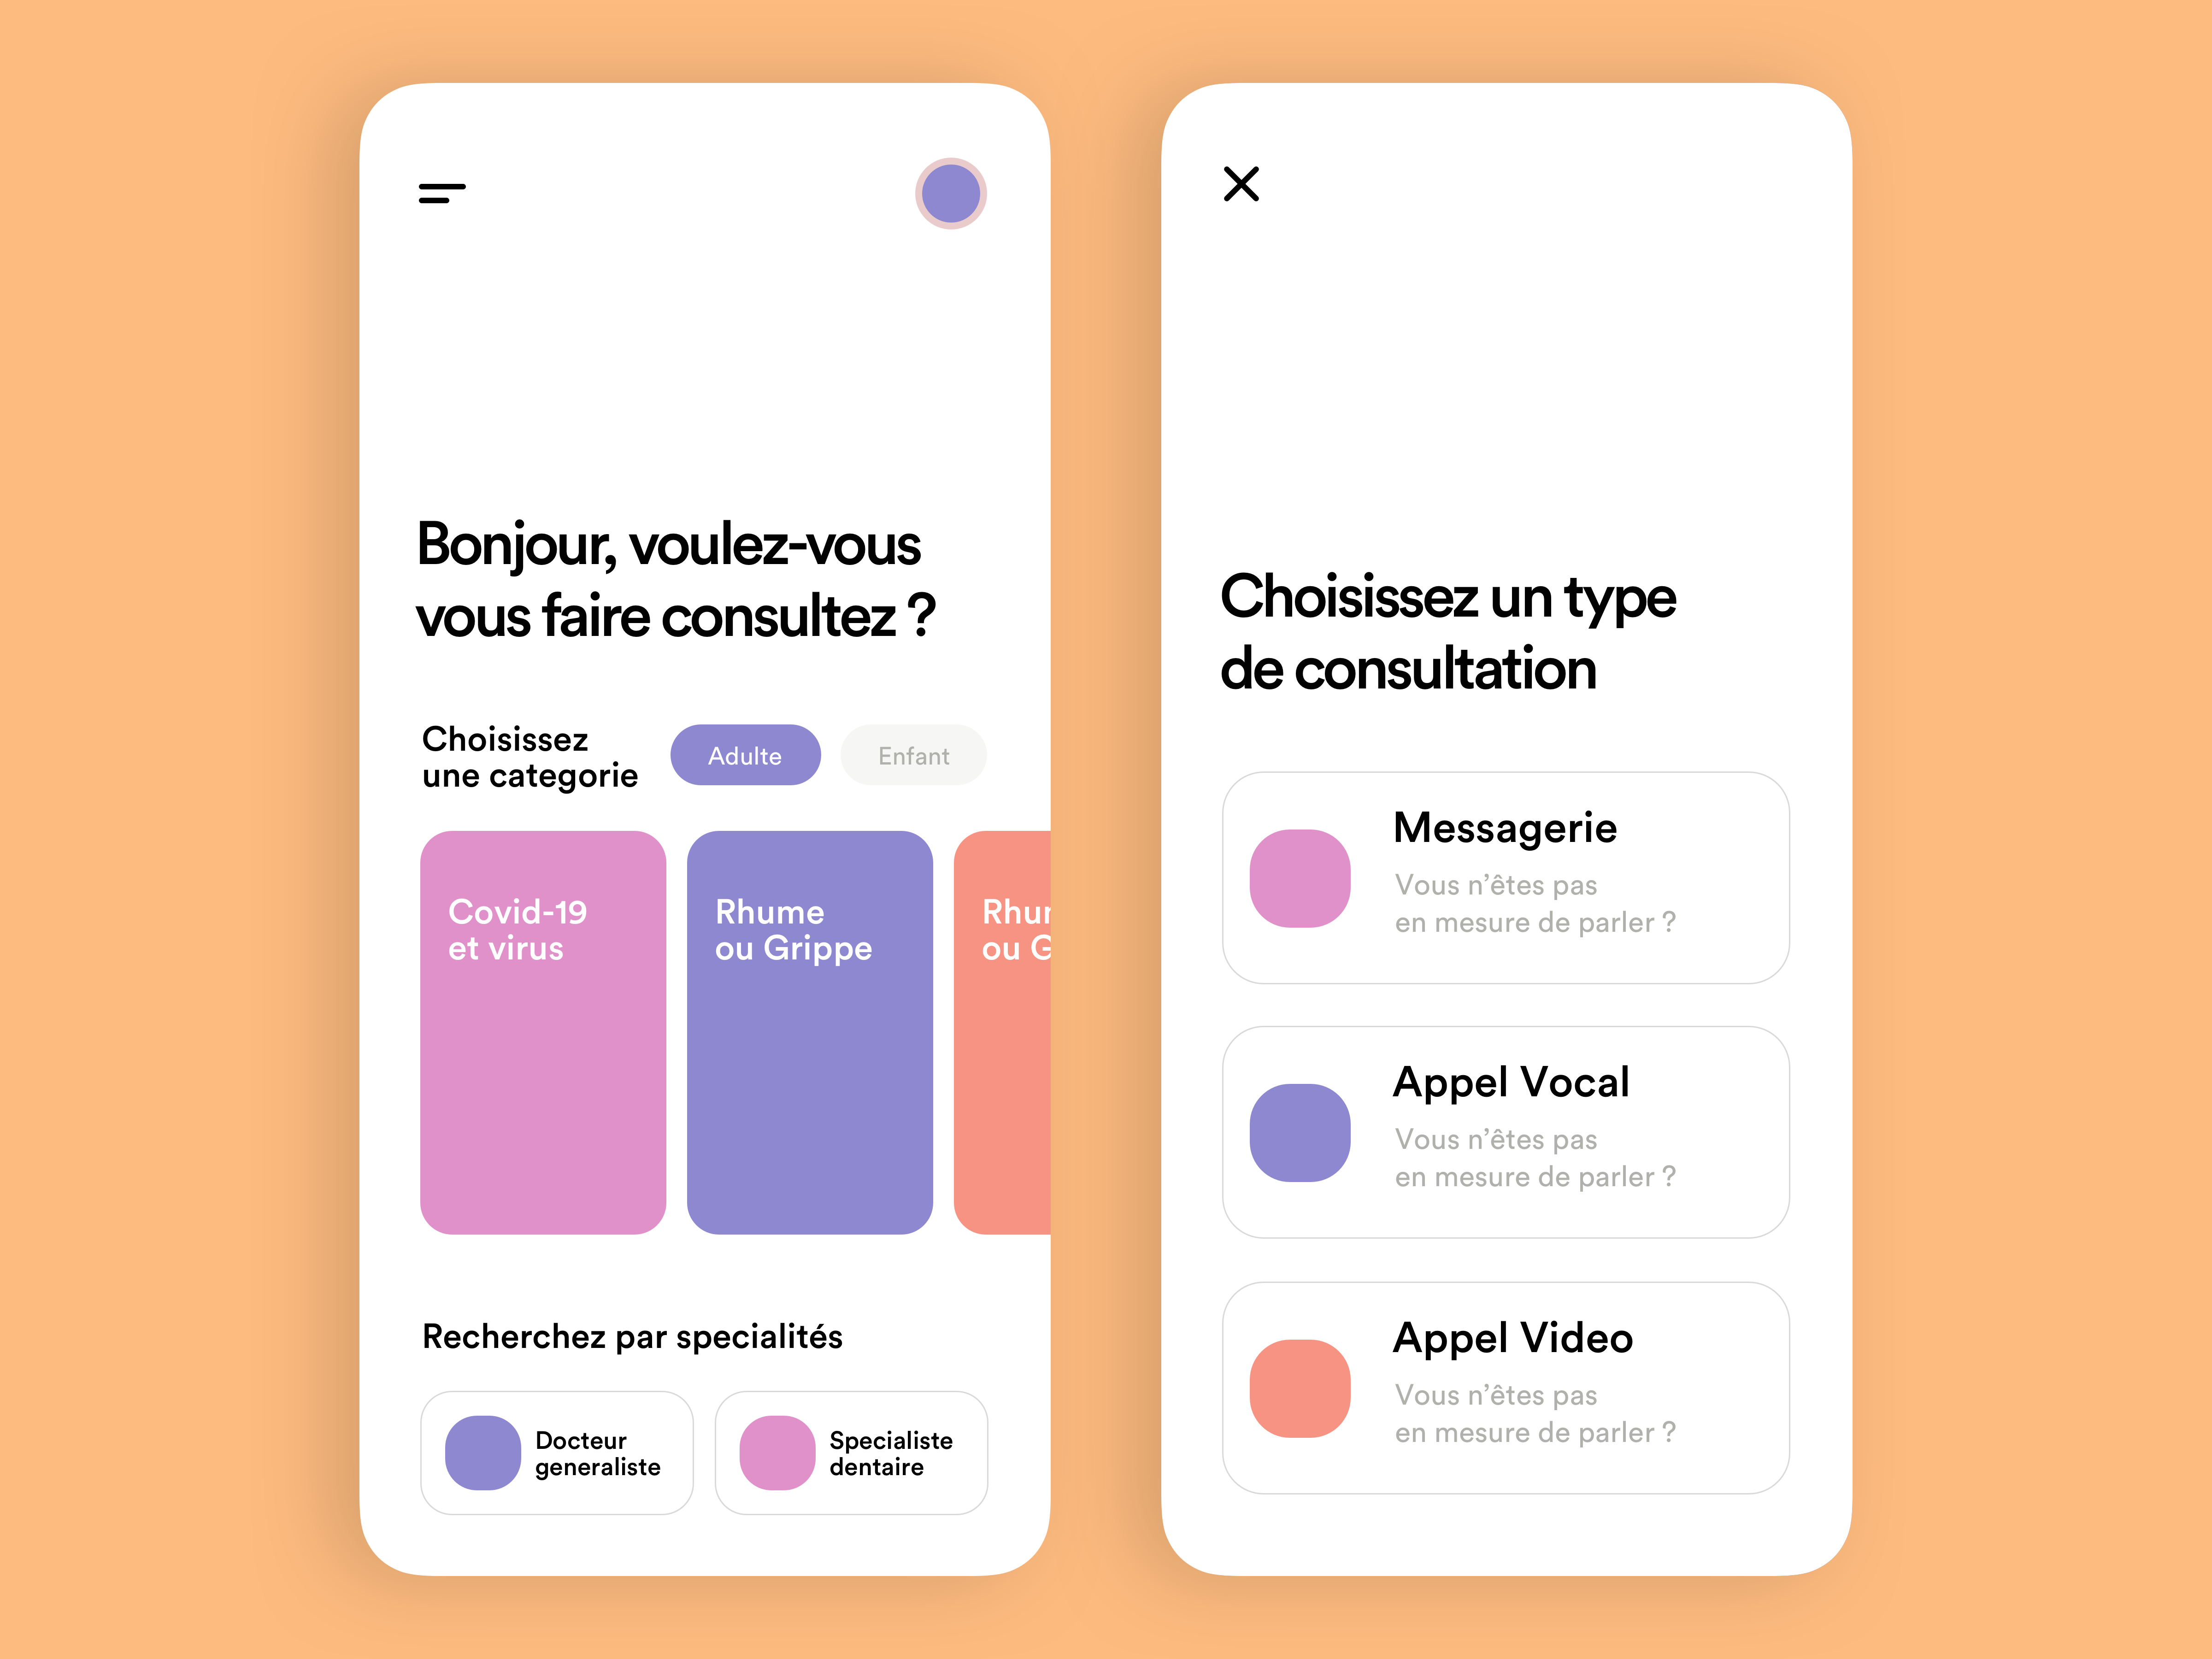 Bonjour, voulez-vous
vous faire consultez ?
Choisissez
une categorie
Adulte
Enfant
Covid-19
et virus
Rhume
ou Grippe
ou
Recherchez par specialités
Docteur
generaliste
Specialiste
dentaire
Choisissez un type
de consultation
Messagerie
Vous n’êtes pas
en mesure de parler ?
Appel Vocal
Vous n’êtes pas
en mesure de parler ?
Appel Video
Vous n’êtes pas
en mesure de parler ?